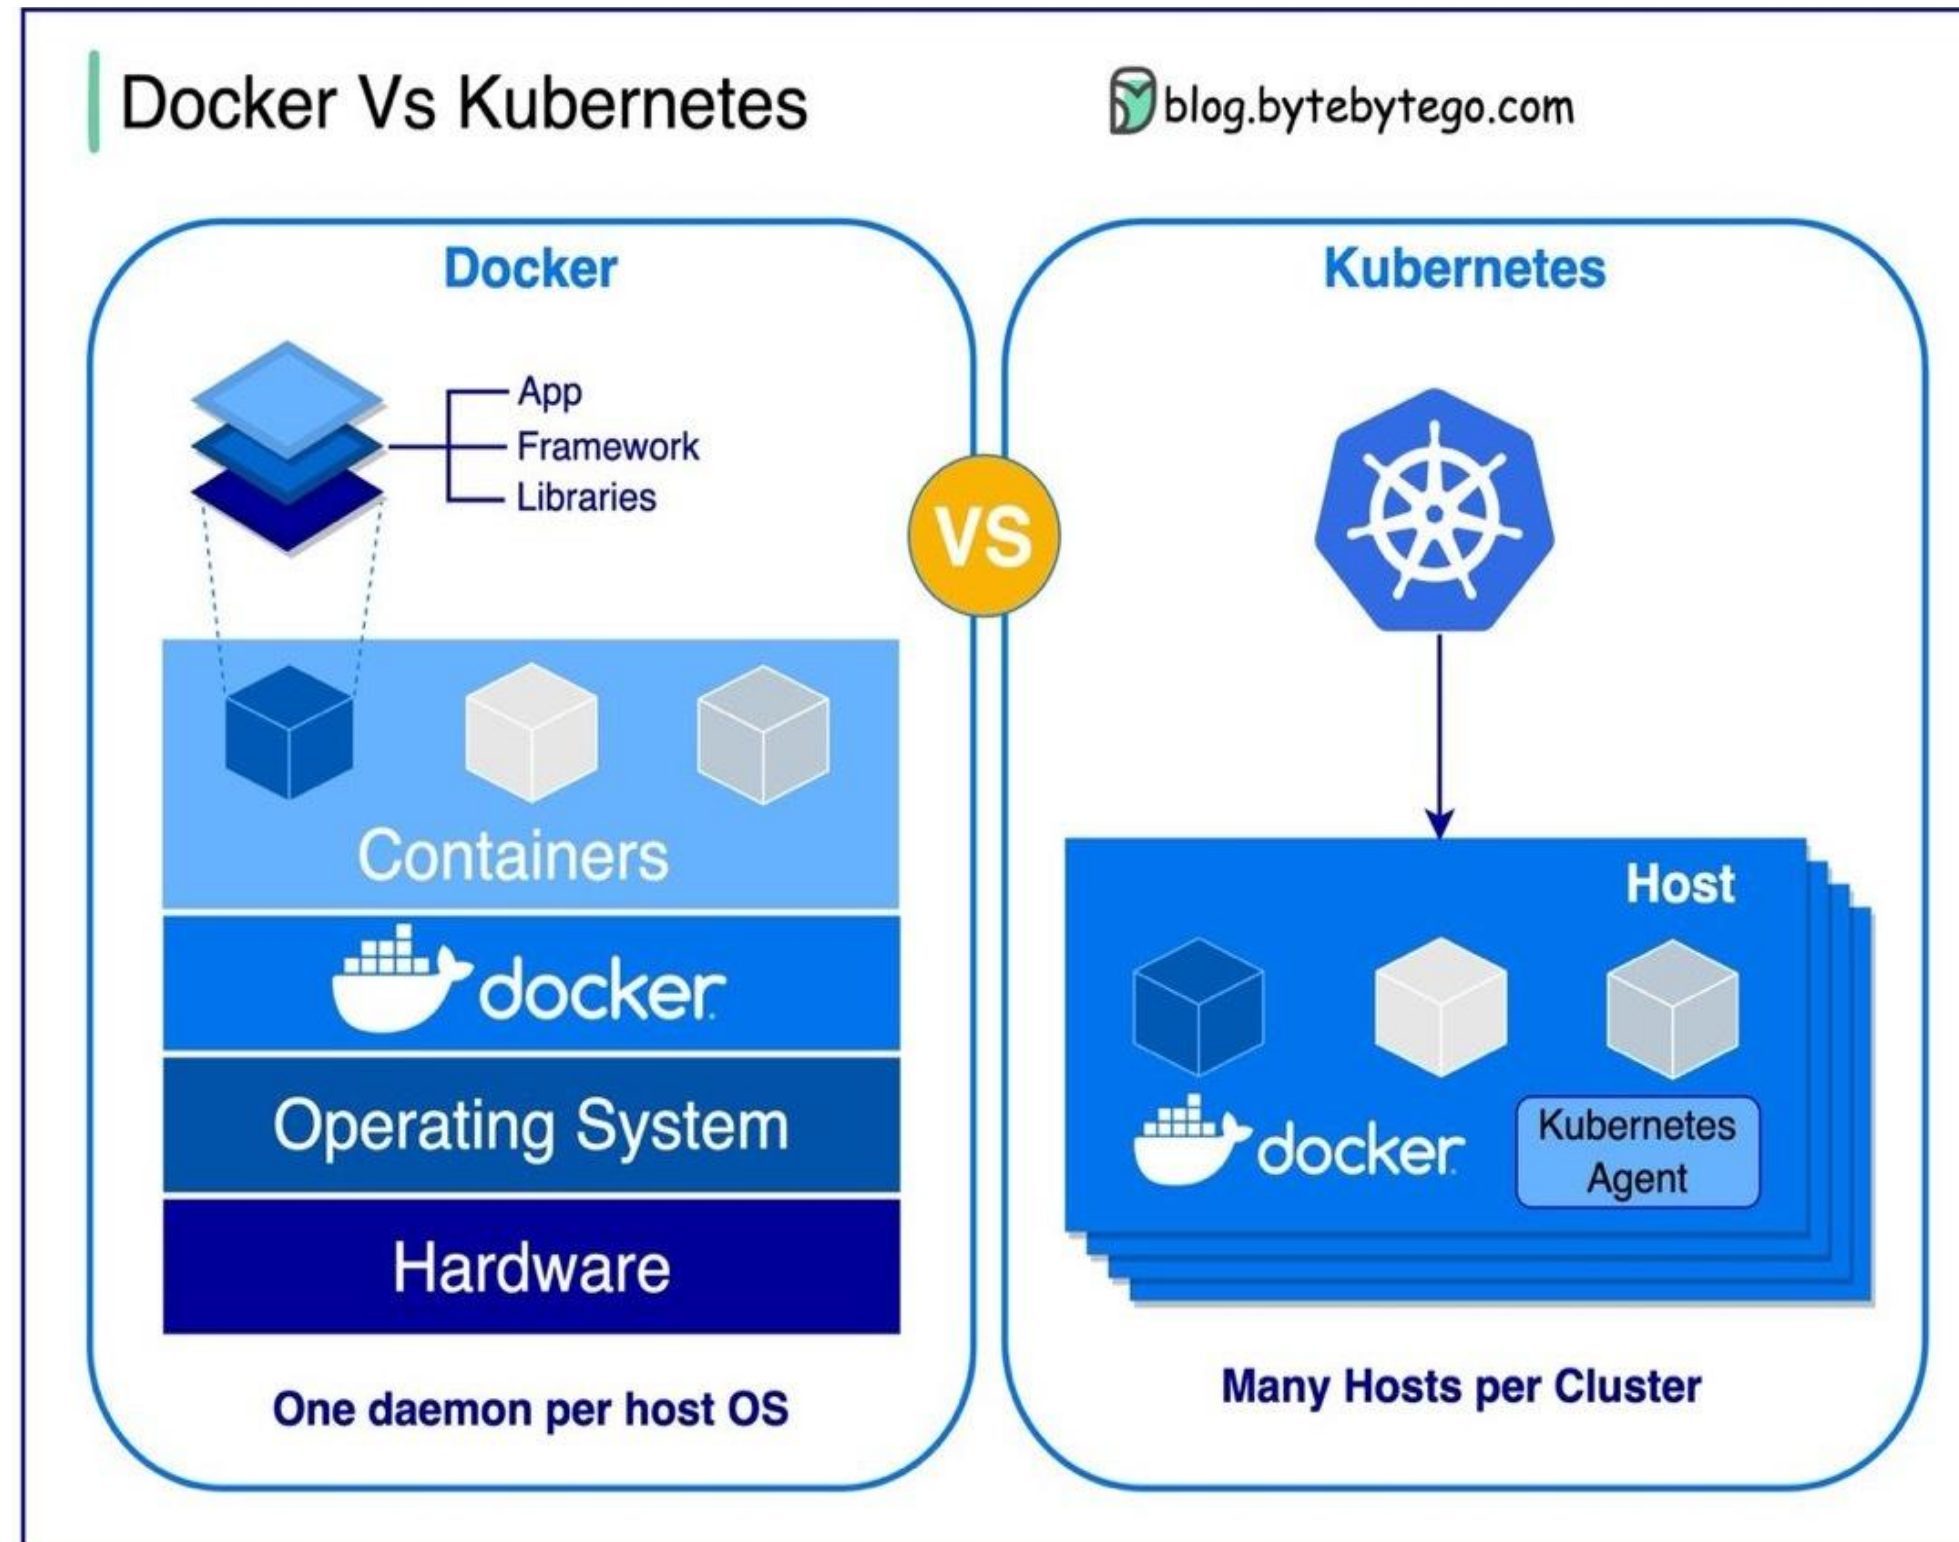 Docker Vs Kubernetes
blog.bytebytego.com
Docker
App
Framework
Libraries
Containers
docker
Operating System
Hardware
One daemon per host OS
VS
Kubernetes
Host
docker
Kubernetes
Agent
Many Hosts per Cluster